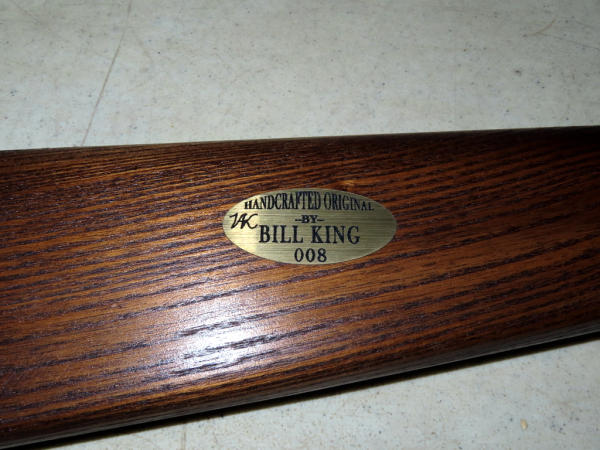 HANDCRAFTED ORIGINAL
-BY-
BILL KING
008